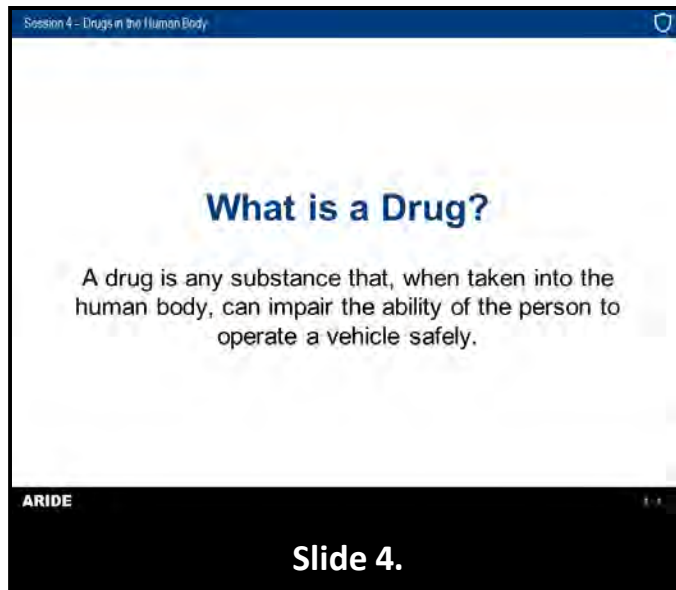 Session 4 - Drugs in the Human Body
What is a Drug?
A drug is any substance that, when taken into the
human body, can impair the ability of the person to
operate a vehicle safely.
ARIDE
Slide 4.